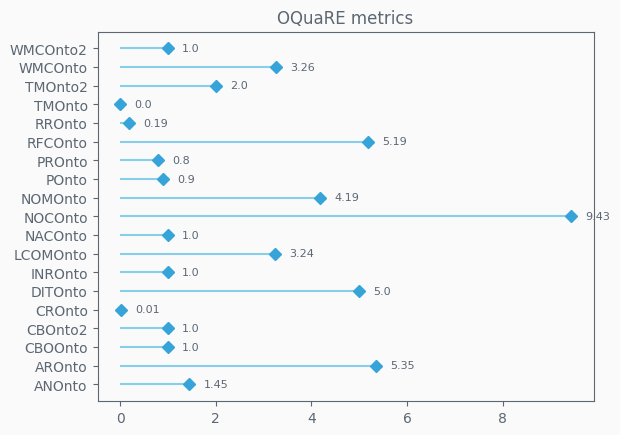 OQuaRE metrics
WMCOnto2 1.0
WMCOnto 3.26
TMOnto2 2.0
TMOnto 0.0
RROnto 0.19
RFCOnto 5.19
PROnto 0.8
POnto 0.9
NOMOnto 4.19
NOCOnto 9.43
NACOnto 1.0
LCOMOnto 3.24
INROnto 1.0
DITOnto 5.0
CROnto 0.01
CBOnto2 1.0
CBOOnto 1.0
AROnto 5.35
ANOnto 1.45
0 2 4 6 8